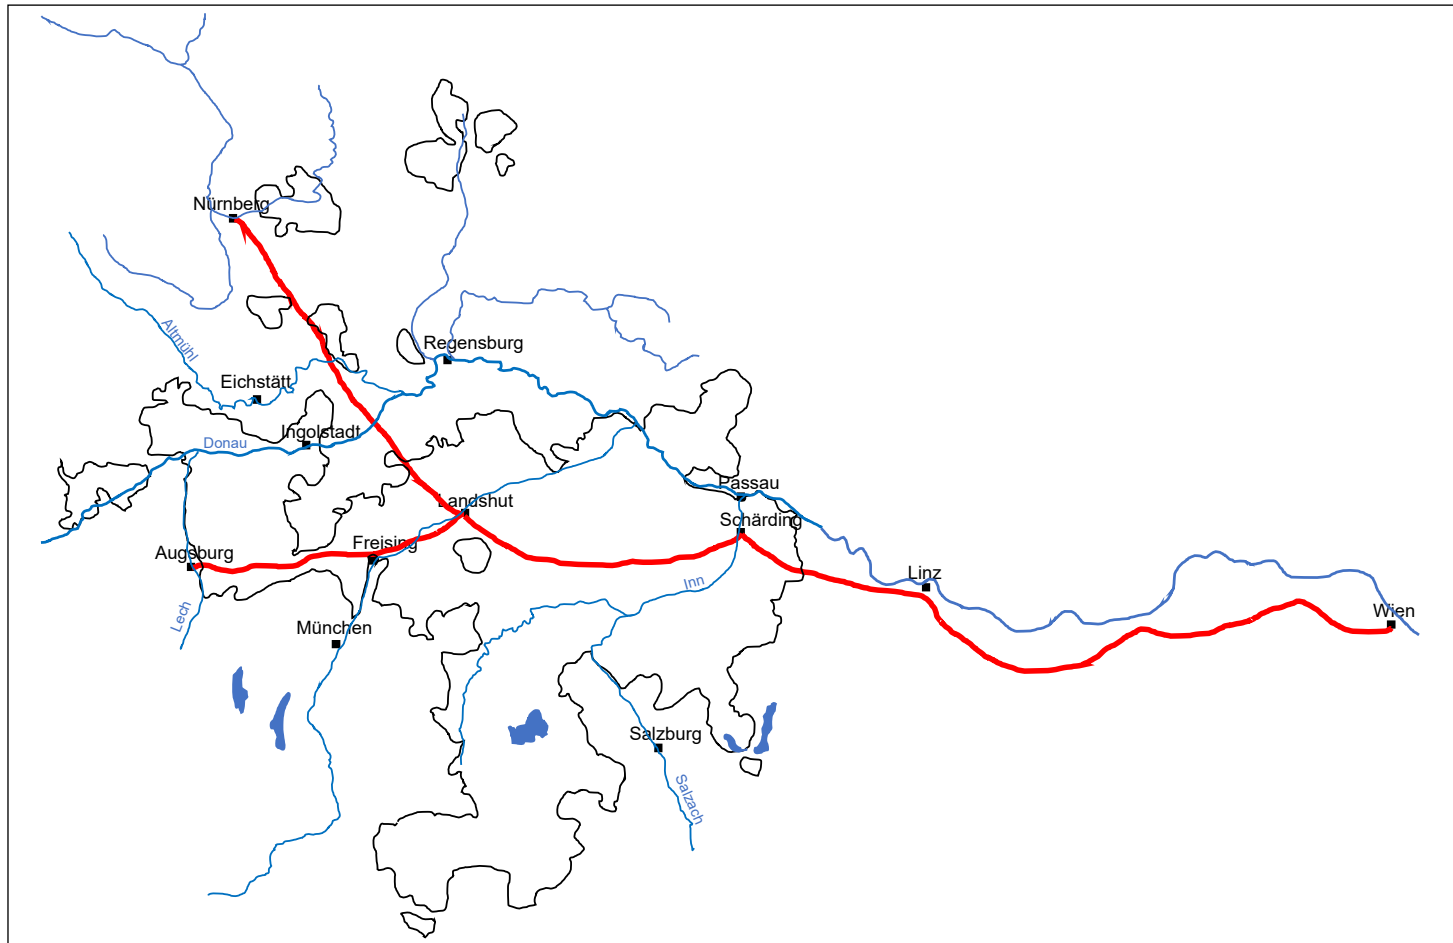 Nürnberg
Altmühl
Regensburg
Eichstätt
Ingolstadt
Donau
Passau
Landshut
Schärding
Freising
Augsburg
Linz
Inn
Wien
Lech
München
Salzburg
Salzach